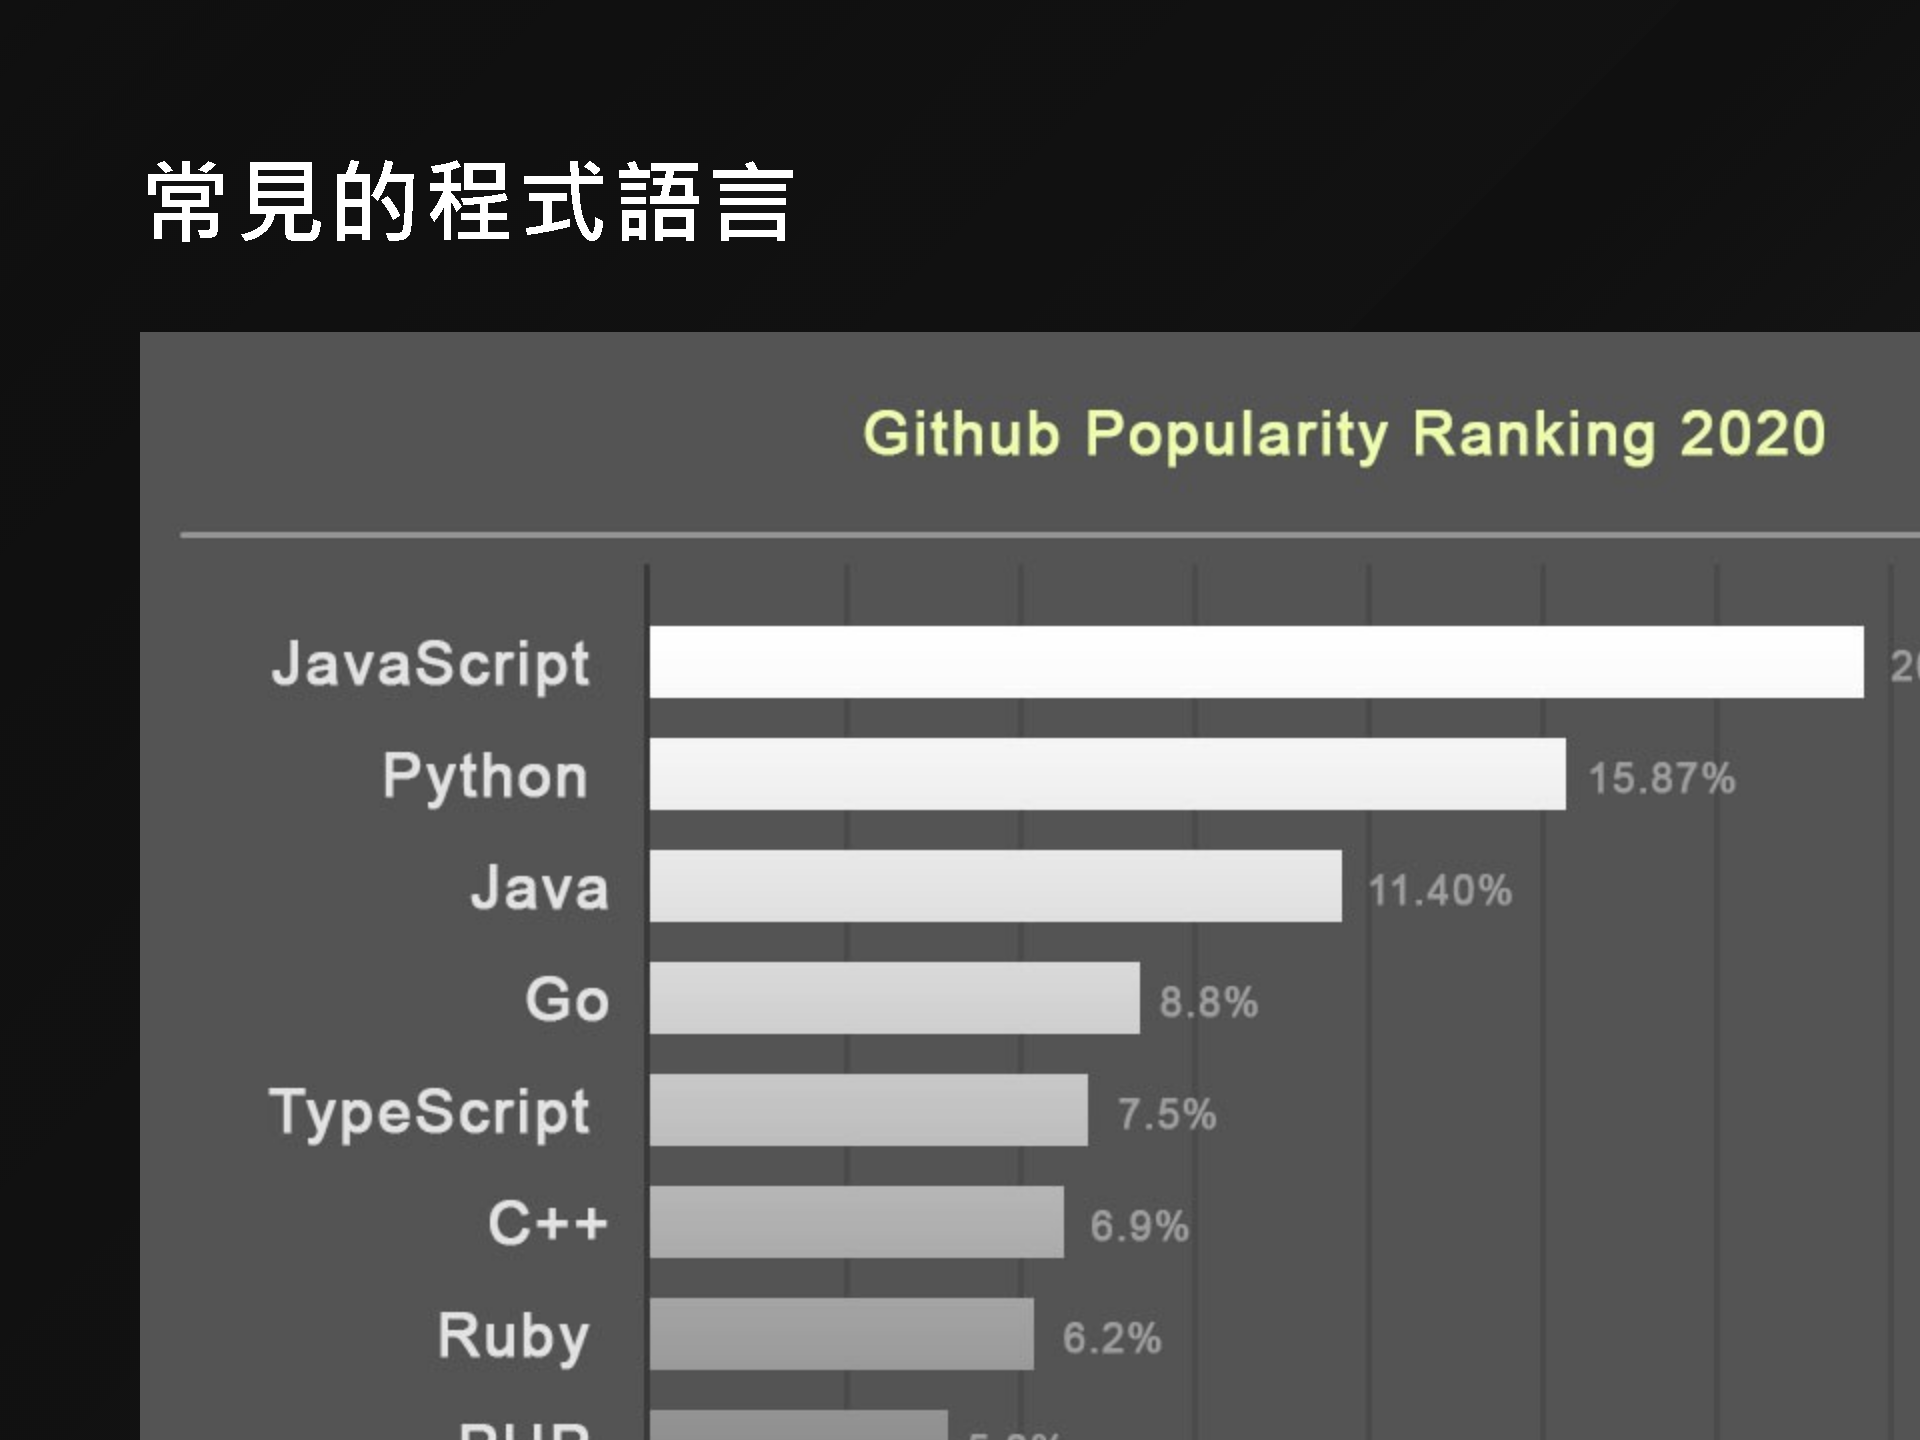 常見的程式語言
Github Popularity Ranking 2020
JavaScript
Python 15.87%
Java 11.40%
Go 8.8%
TypeScript 7.5%
C++ 6.9%
Ruby 6.2%
PHP